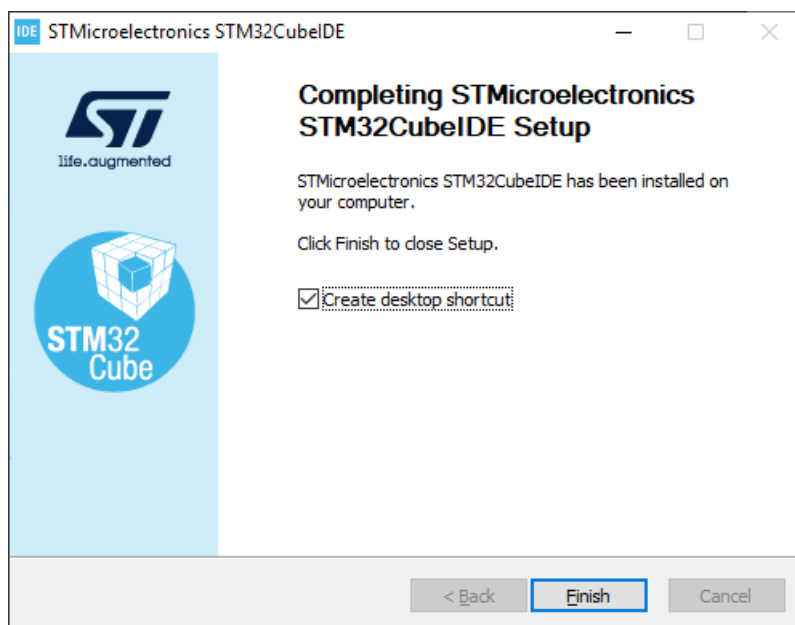 IDE STMicroelectronics STM32CubeIDE
life.augmented
STM32
Cube
Completing STMicroelectronics
STM32CubeIDE Setup
STMicroelectronics STM32CubeIDE has been installed on
your computer.
Click Finish to close Setup.
Create desktop shortcut
< Back Finish Cancel